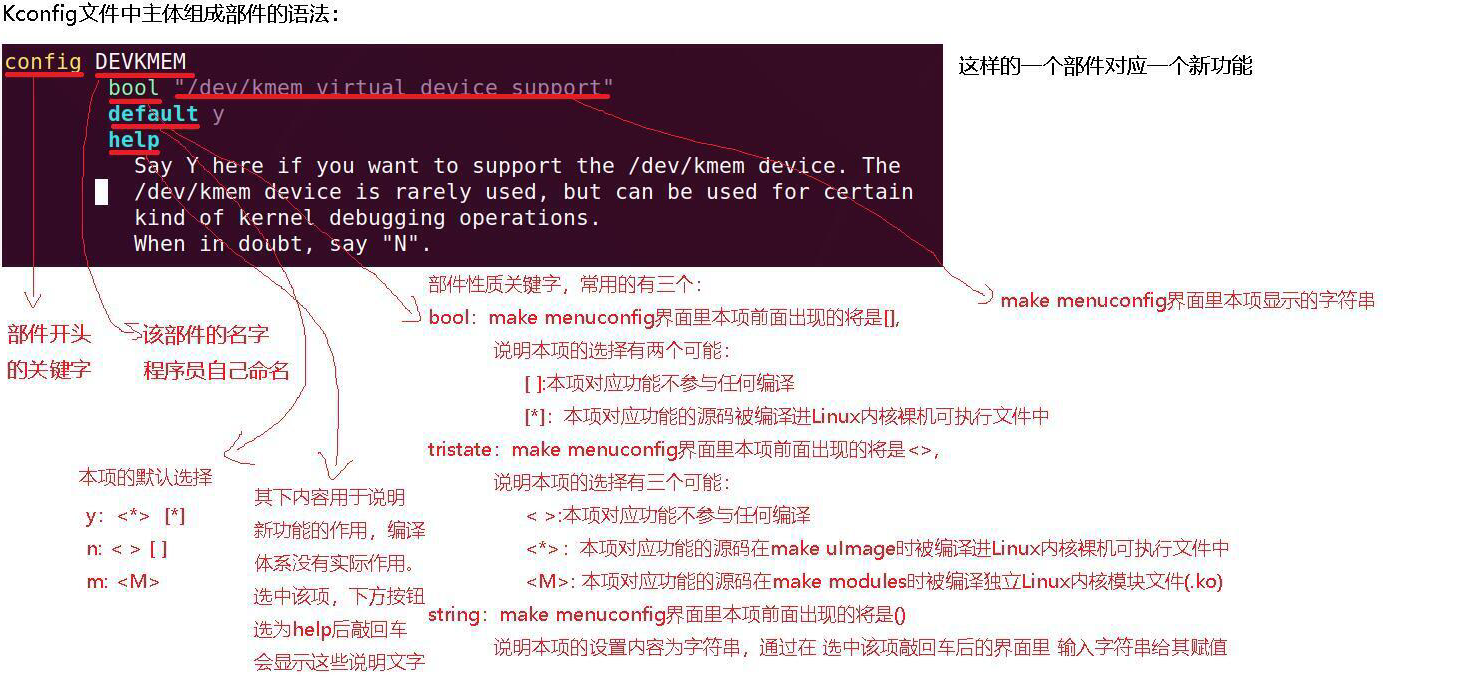 Kconfig文件中主体组成部件的语法：
config DEVKMEM
bool "/dev/kmem virtual device support"
default y
help
Say Y here if you want to support the /dev/kmem device. The
/dev/kmem device is rarely used, but can be used for certain
kind of kernel debugging operations.
When in doubt, say "N".
这样的一个部件对应一个新功能
部件开头
的关键字
该部件的名字
程序员自己命名
make menuconfig界面里本项显示的字符串
部件性质关键字，常用的有三个：
bool：make menuconfig界面里本项前面出现的将是[],
说明本项的选择有两个可能：
[ ]:本项对应功能不参与任何编译
[*]：本项对应功能的源码被编译进Linux内核裸机可执行文件中
tristate：make menuconfig界面里本项前面出现的将是<>,
说明本项的选择有三个可能：
< >:本项对应功能不参与任何编译
<*>：本项对应功能的源码在make uImage时被编译进Linux内核裸机可执行文件中
<M>: 本项对应功能的源码在make modules时被编译独立Linux内核模块文件(.ko)
string：make menuconfig界面里本项前面出现的将是()
说明本项的设置内容为字符串，通过在 选中该项敲回车后的界面里 输入字符串给其赋值
本项的默认选择
y：<*> [*]
n: < > [ ]
m: <M>
其下内容用于说明
新功能的作用，编译
体系没有实际作用。
选中该项，下方按钮
选为help后敲回车
会显示这些说明文字